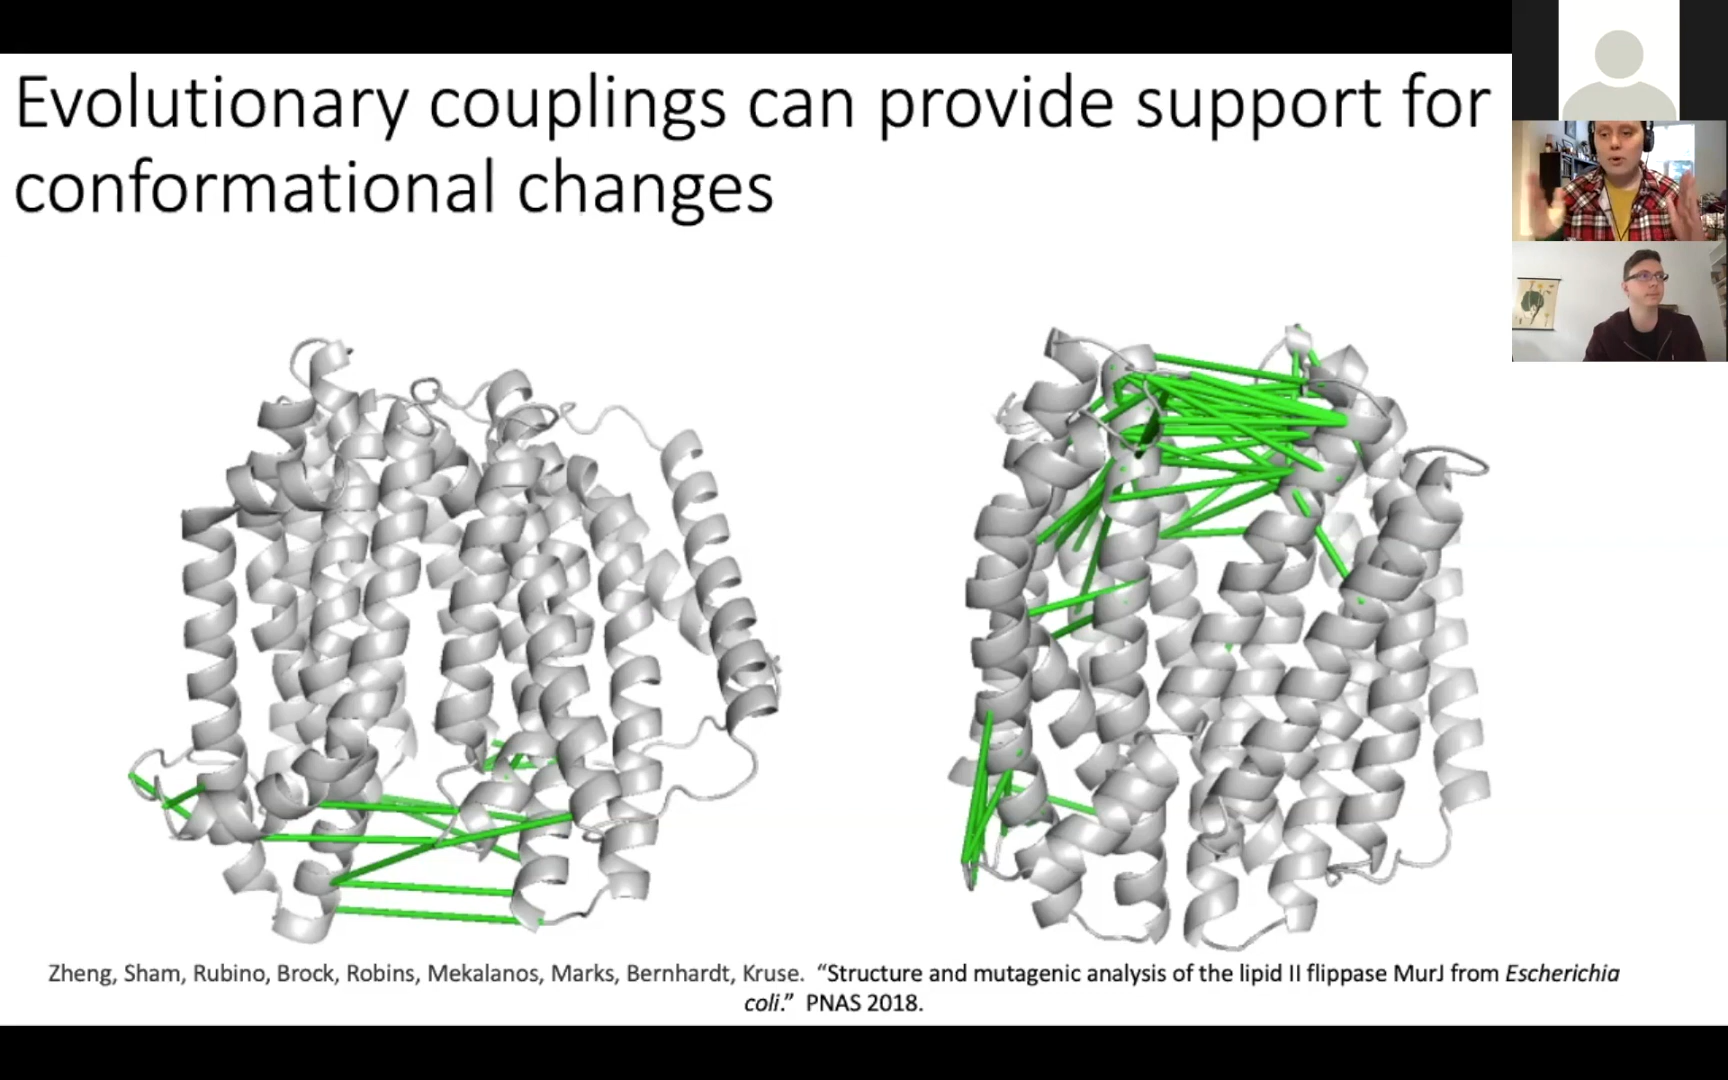 Evolutionary couplings can provide support for
conformational changes
Zheng, Sham, Rubino, Brock, Robins, Mekalanos, Marks, Bernhardt, Kruse. “Structure and mutagenic analysis of the lipid II flippase MurJ from Escherichia
coli.” PNAS 2018.